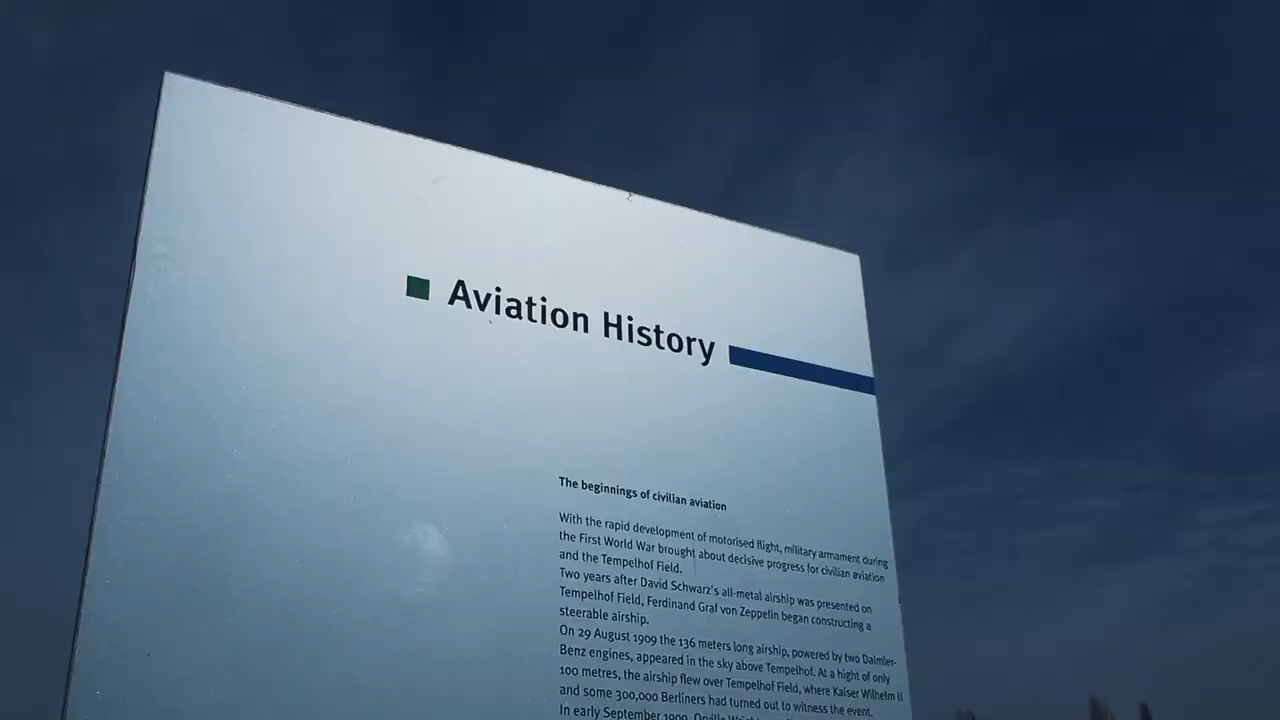 Aviation History
The beginnings of civilian aviation
With the rapid development of motorised flight, military armament during
the First World War brought about decisive progress for civilian aviation
and the Tempelhof Field.
Two years after David Schwarz's all-metal airship was presented on
Tempelhof Field, Ferdinand Graf von Zeppelin began constructing a
steerable airship.
On 29 August 1909 the 136 meters long airship, powered by two Daimler-
Benz engines, appeared in the sky above Tempelhof. At a hight of only
100 metres, the airship flew over Tempelhof Field, where Kaiser Wilhelm II
and some 300,000 Berliners had turned out to witness the event.
In early September 1909, Orville